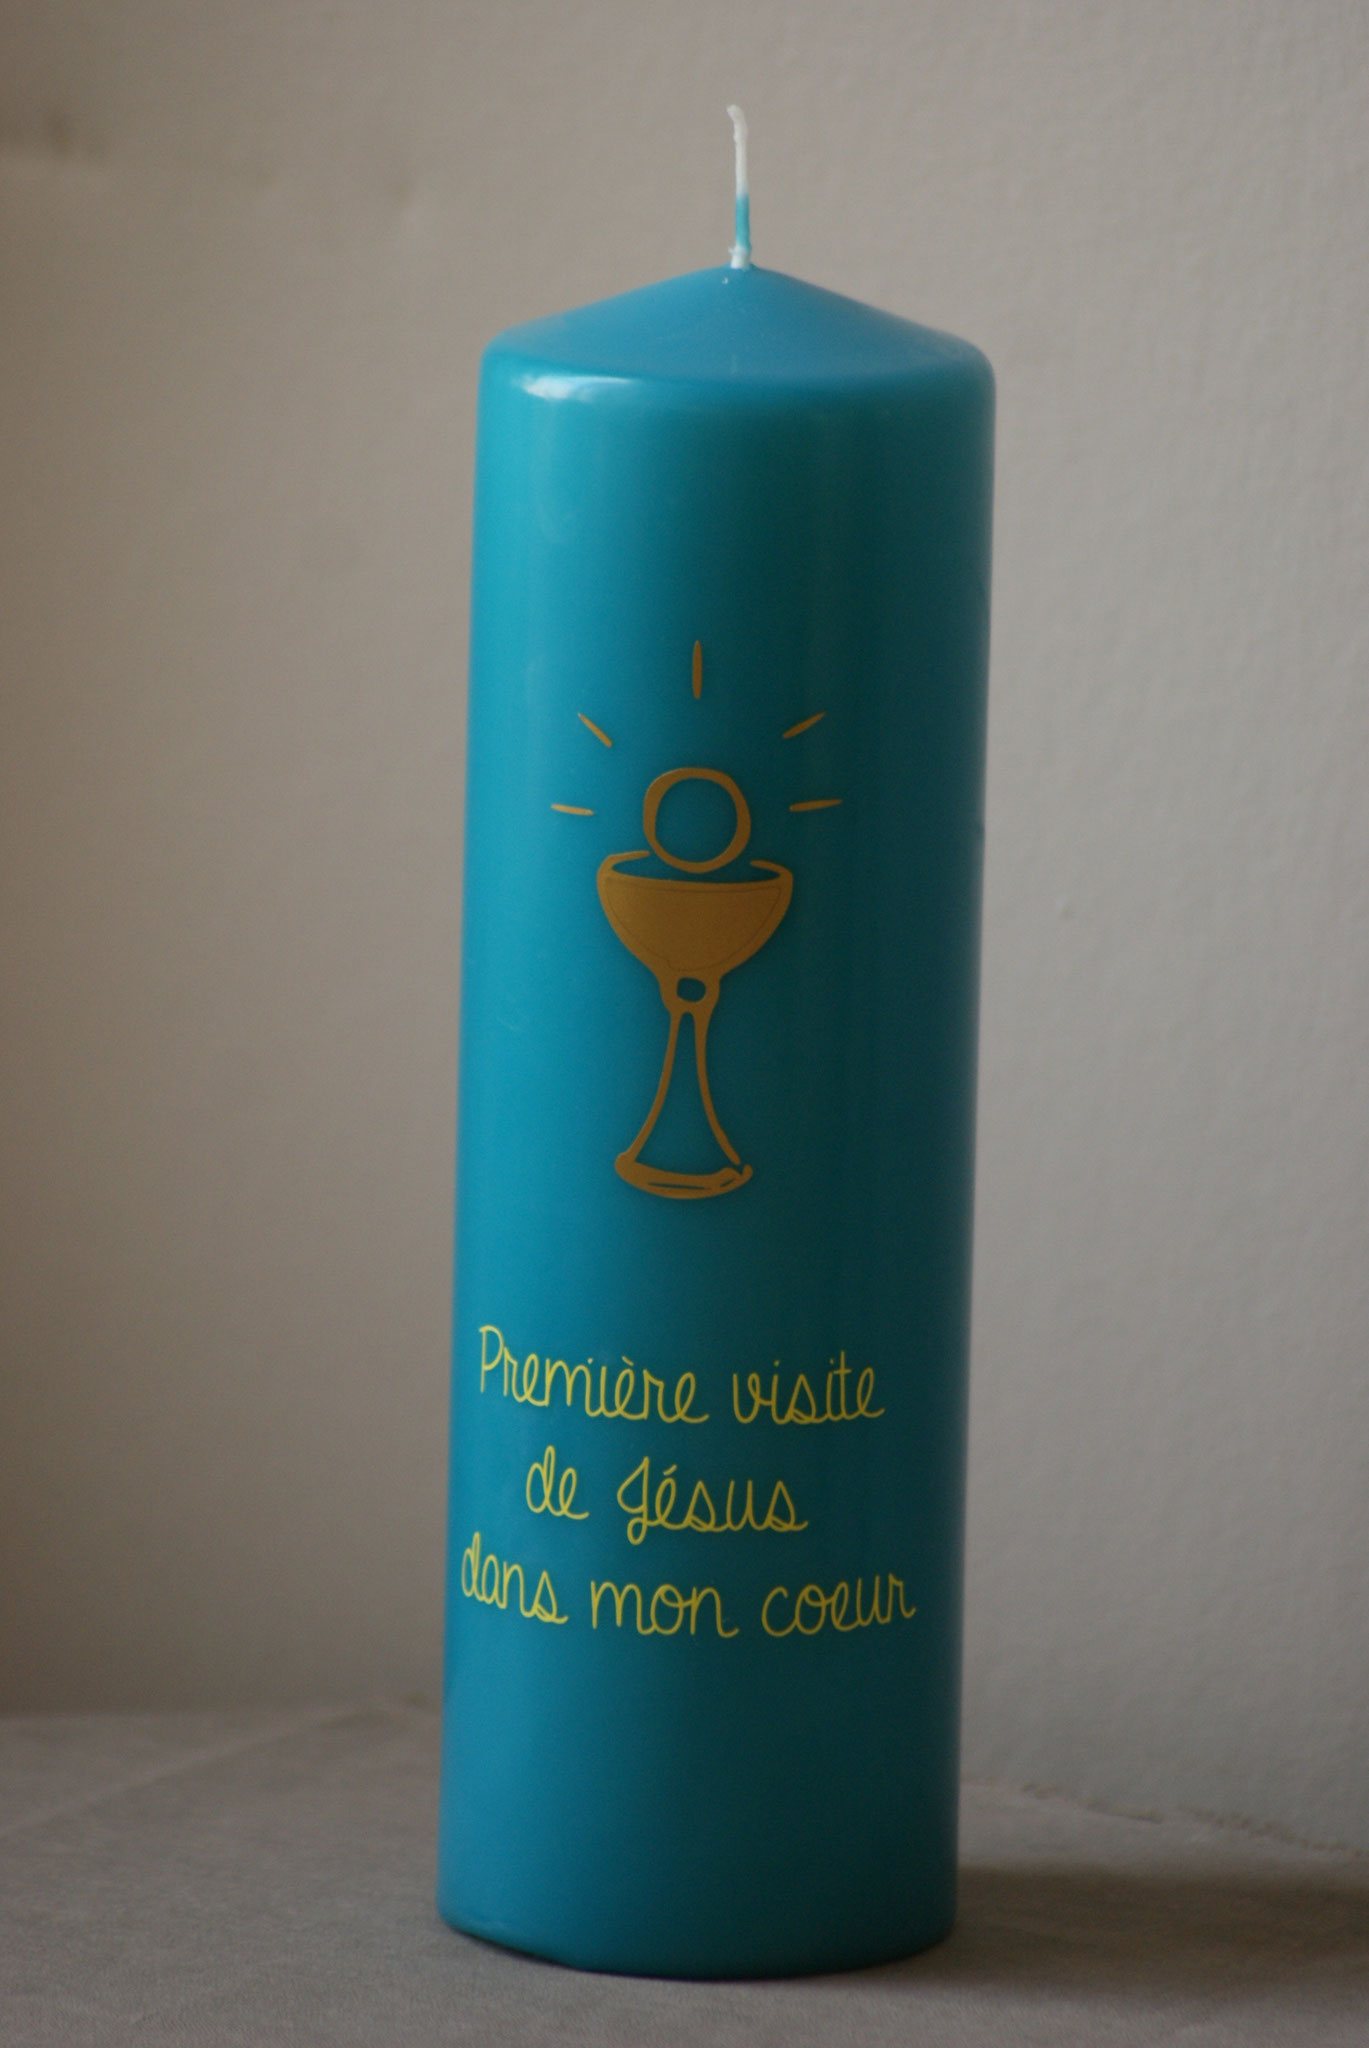 Première visite
de Jésus
dans mon coeur